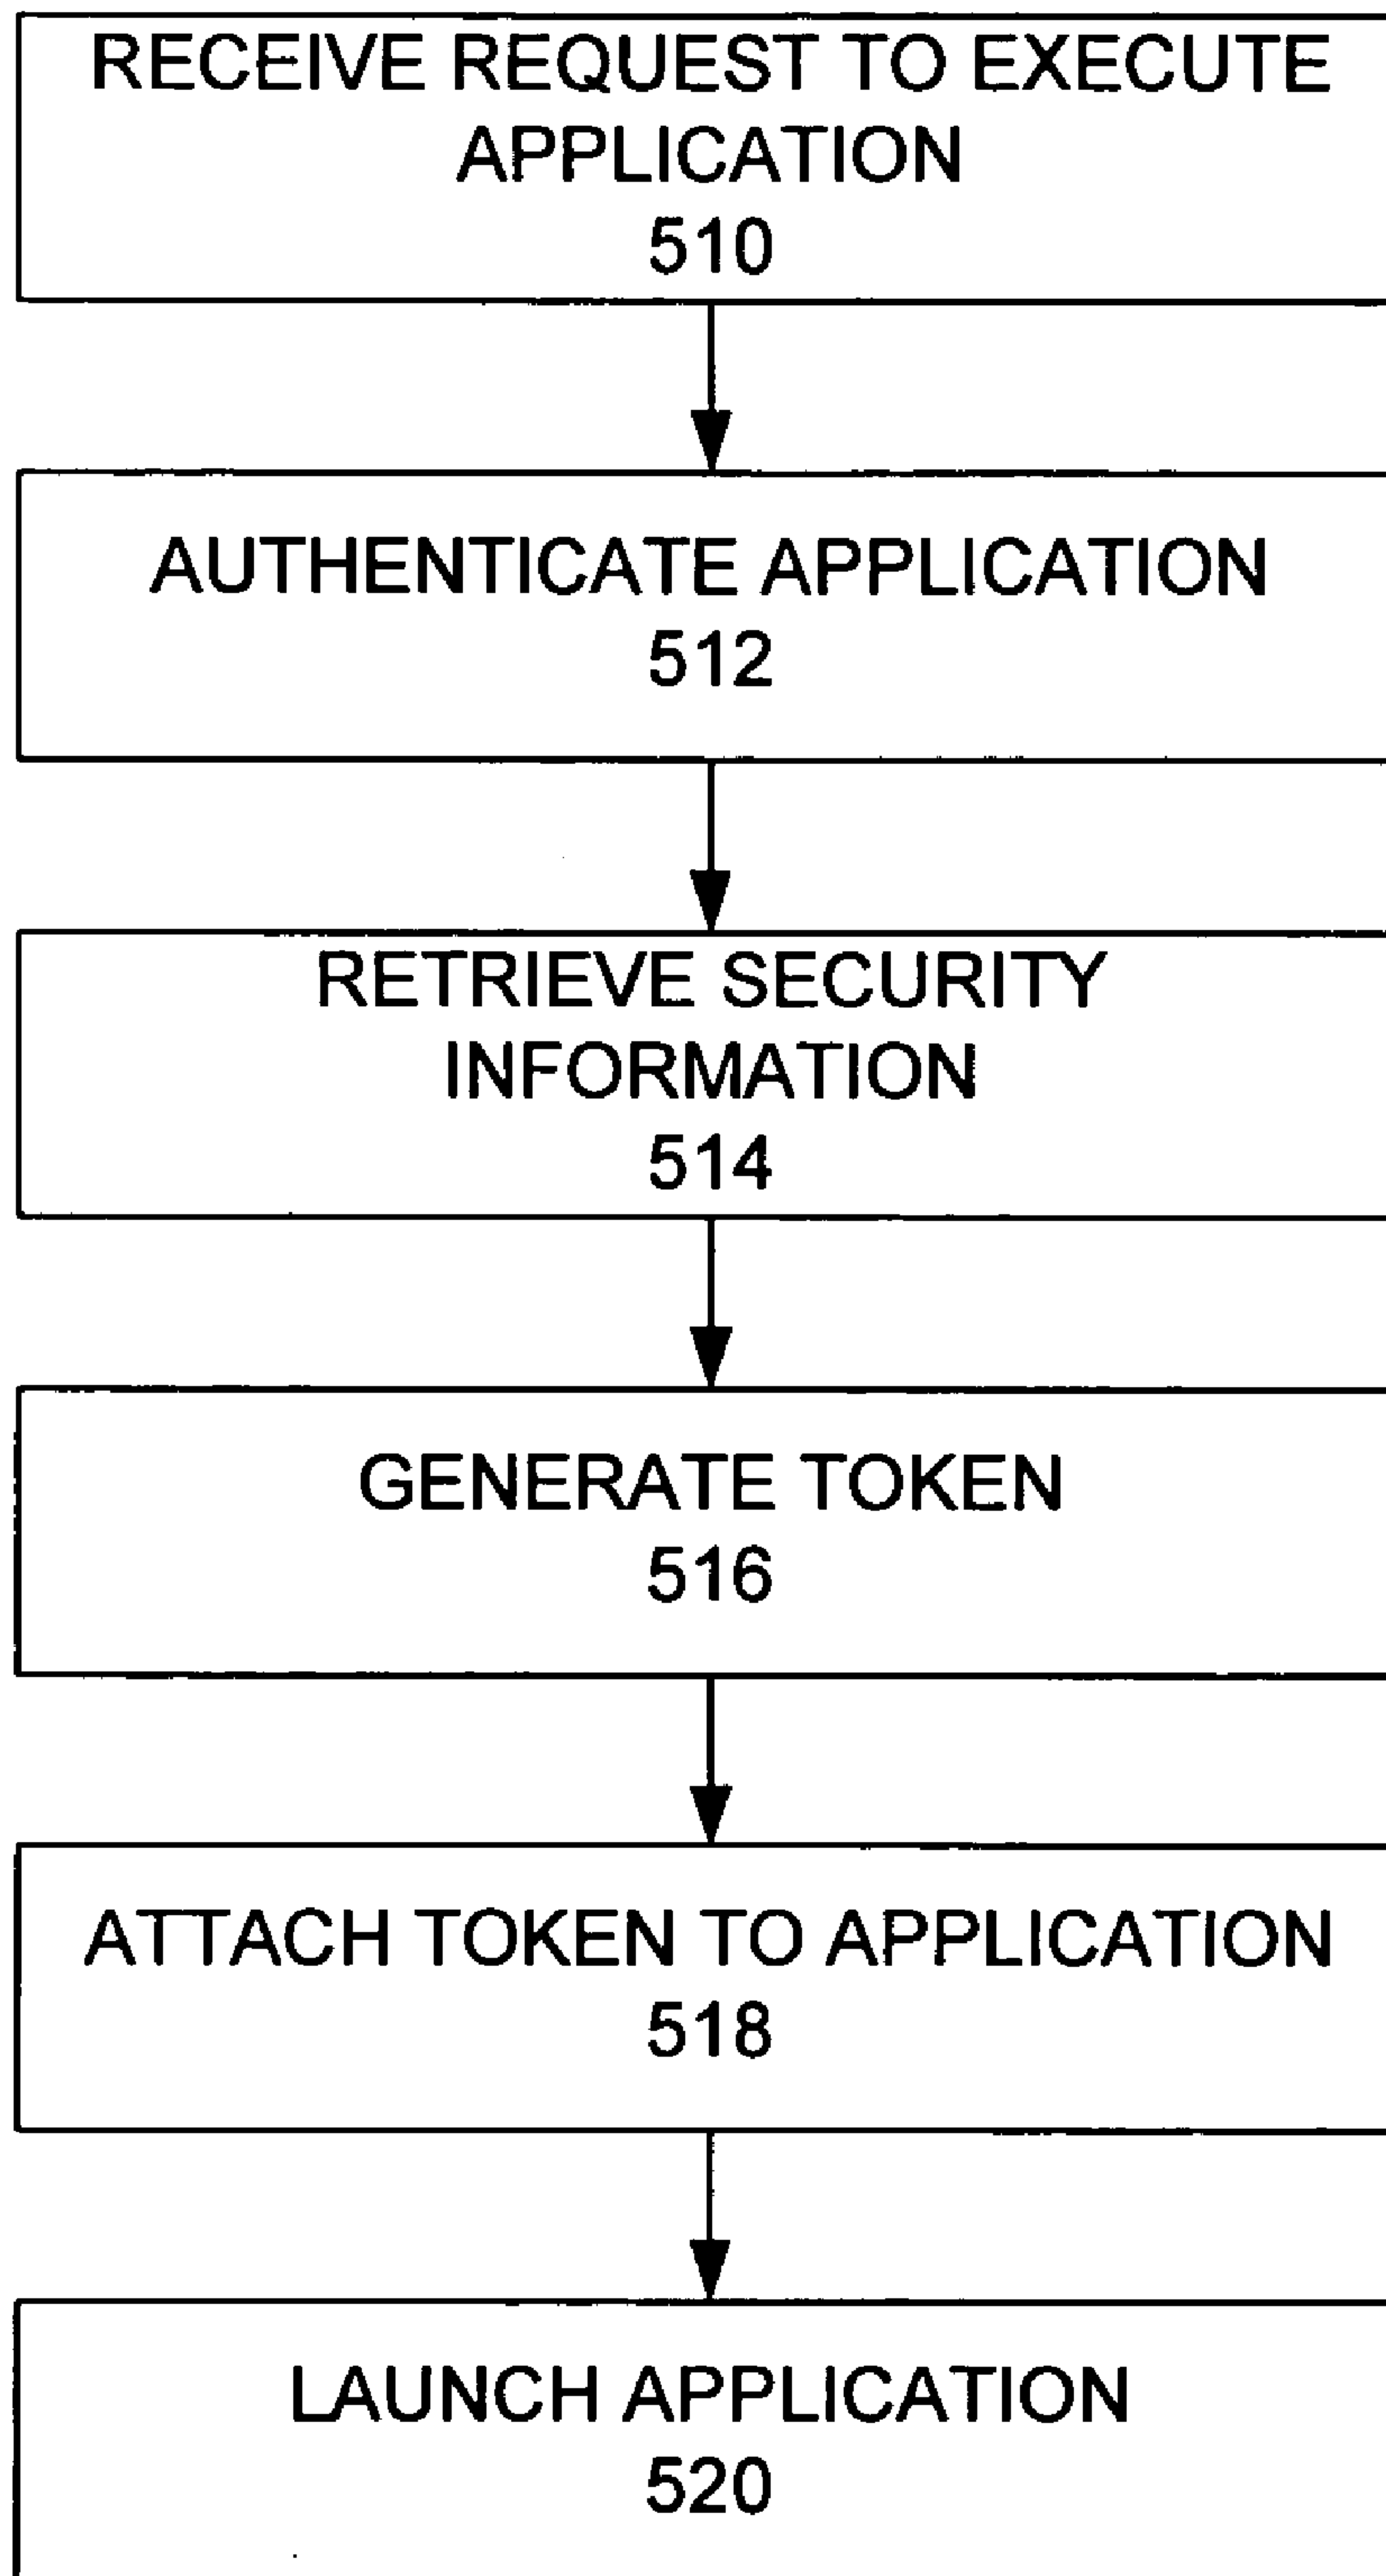 RECEIVE REQUEST TO EXECUTE
APPLICATION
510
AUTHENTICATE APPLICATION
512
RETRIEVE SECURITY
INFORMATION
514
GENERATE TOKEN
516
ATTACH TOKEN TO APPLICATION
518
LAUNCH APPLICATION
520